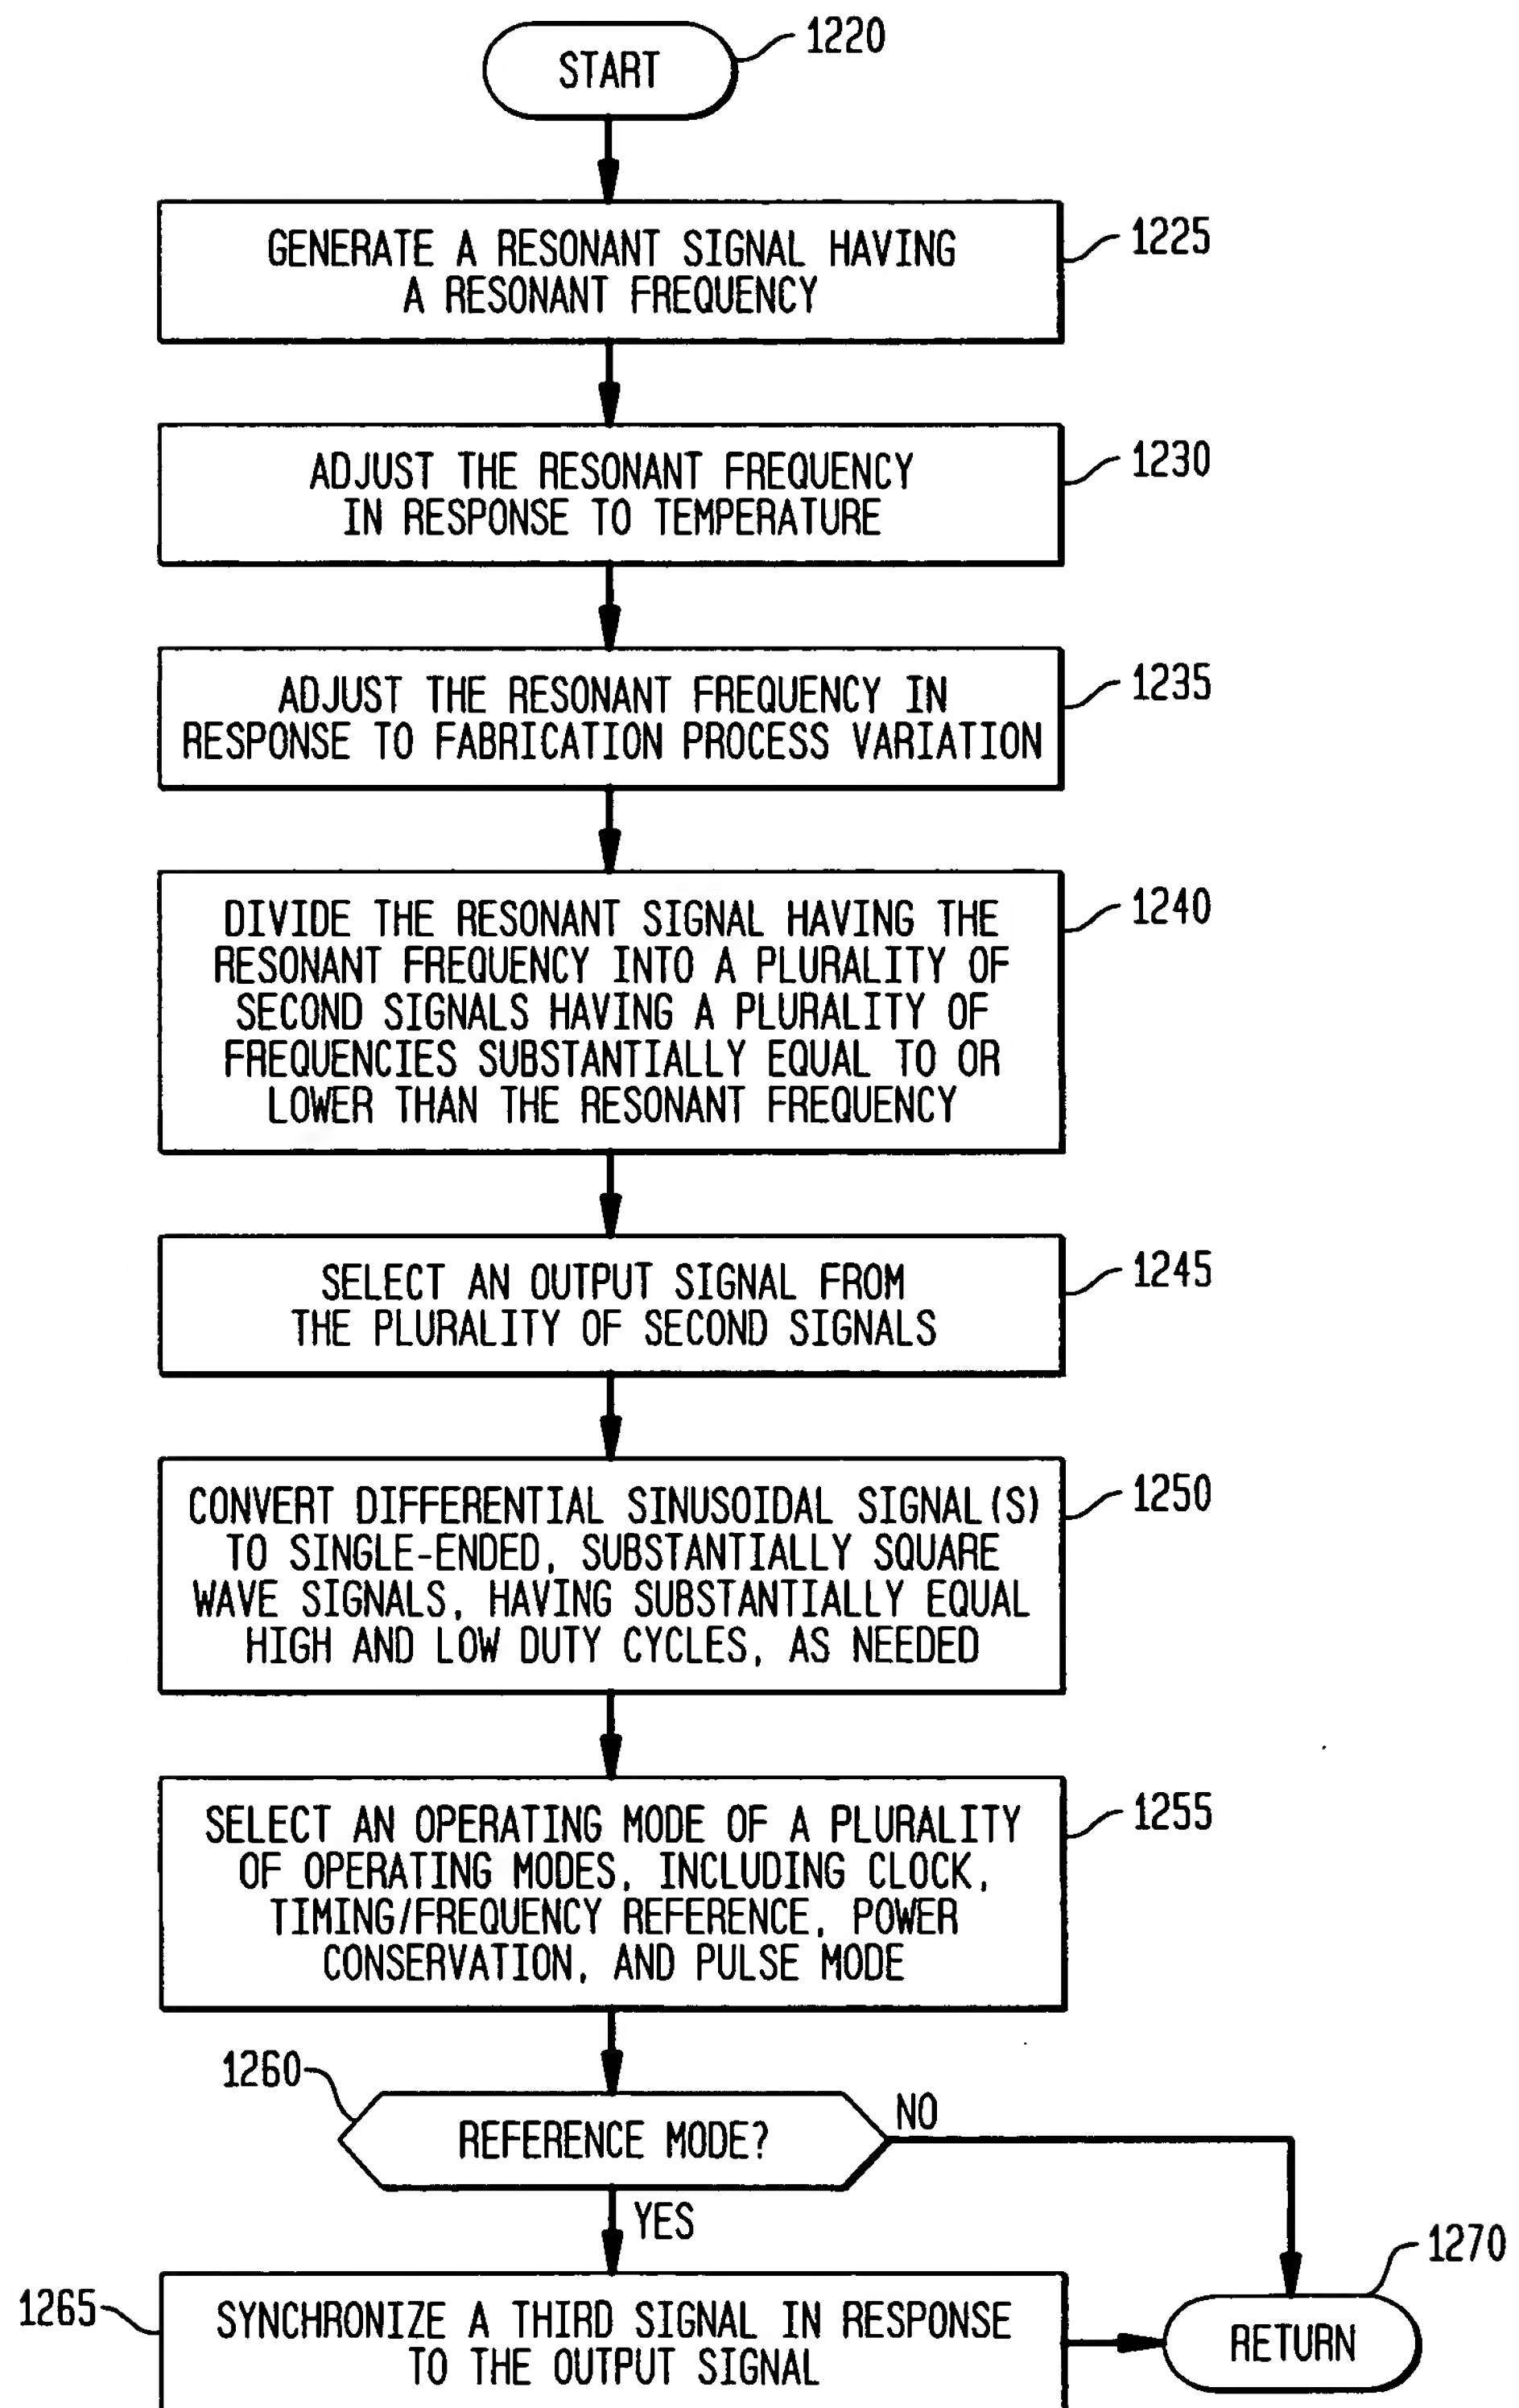 START
1220
GENERATE A RESONANT SIGNAL HAVING
A RESONANT FREQUENCY
1225
ADJUST THE RESONANT FREQUENCY
IN RESPONSE TO TEMPERATURE
1230
ADJUST THE RESONANT FREQUENCY IN
RESPONSE TO FABRICATION PROCESS VARIATION
1235
DIVIDE THE RESONANT SIGNAL HAVING THE
RESONANT FREQUENCY INTO A PLURALITY OF
SECOND SIGNALS HAVING A PLURALITY OF
FREQUENCIES SUBSTANTIALLY EQUAL TO OR
LOWER THAN THE RESONANT FREQUENCY
1240
SELECT AN OUTPUT SIGNAL FROM
THE PLURALITY OF SECOND SIGNALS
1245
CONVERT DIFFERENTIAL SINUSOIDAL SIGNAL(S)
TO SINGLE-ENDED, SUBSTANTIALLY SQUARE
WAVE SIGNALS, HAVING SUBSTANTIALLY EQUAL
HIGH AND LOW DUTY CYCLES, AS NEEDED
1250
SELECT AN OPERATING MODE OF A PLURALITY
OF OPERATING MODES, INCLUDING CLOCK,
TIMING/FREQUENCY REFERENCE, POWER
CONSERVATION, AND PULSE MODE
1255
1260
REFERENCE MODE?
NO
YES
1265
SYNCHRONIZE A THIRD SIGNAL IN RESPONSE
TO THE OUTPUT SIGNAL
1270
RETURN